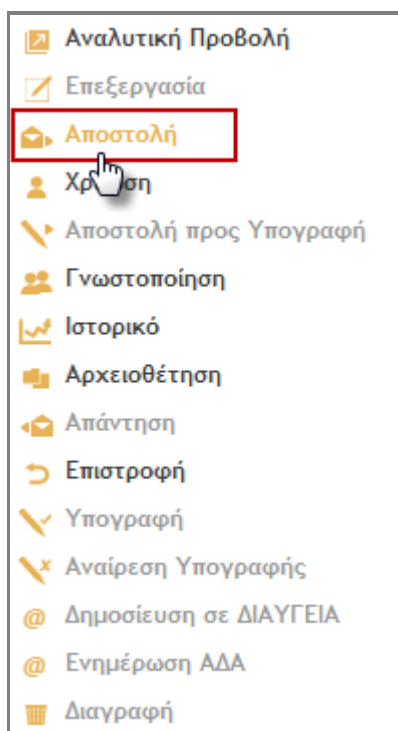 Αναλυτική Προβολή
Επεξεργασία
Αποστολή
Χρέωση
Αποστολή προς Υπογραφή
Γνωστοποίηση
Ιστορικό
Αρχειοθέτηση
Απάντηση
Επιστροφή
Υπογραφή
Αναίρεση Υπογραφής
@ Δημοσίευση σε ΔΙΑΥΓΕΙΑ
@ Ενημέρωση ΑΔΑ
Διαγραφή